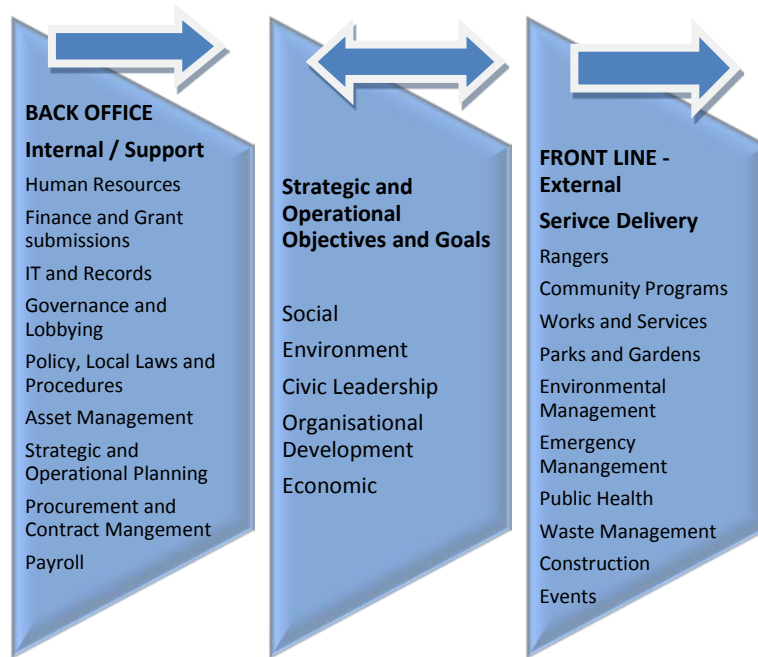 BACK OFFICE
Internal / Support
Human Resources
Finance and Grant
submissions
IT and Records
Governance and
Lobbying
Policy, Local Laws and
Procedures
Asset Management
Strategic and
Operational Planning
Procurement and
Contract Mangement
Payroll
Strategic and
Operational
Objectives and Goals
Social
Environment
Civic Leadership
Organisational
Development
Economic
FRONT LINE -
External
Serivce Delivery
Rangers
Community Programs
Works and Services
Parks and Gardens
Environmental
Management
Emergency
Manangement
Public Health
Waste Management
Construction
Events